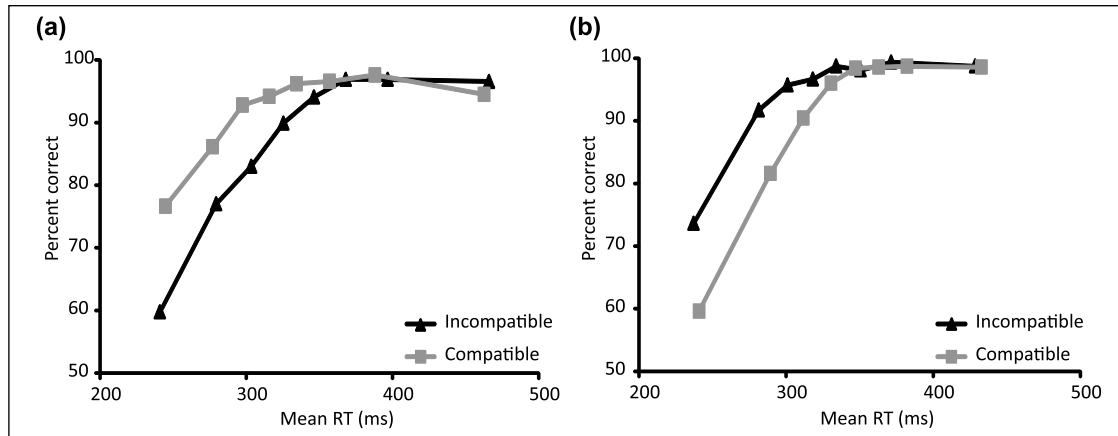 (a)
100
90
80
70
60
50
Percent correct
200
300
400
500
Mean RT (ms)
Incompatible
Compatible
(b)
100
90
80
70
60
50
Percent correct
200
300
400
500
Mean RT (ms)
Incompatible
Compatible